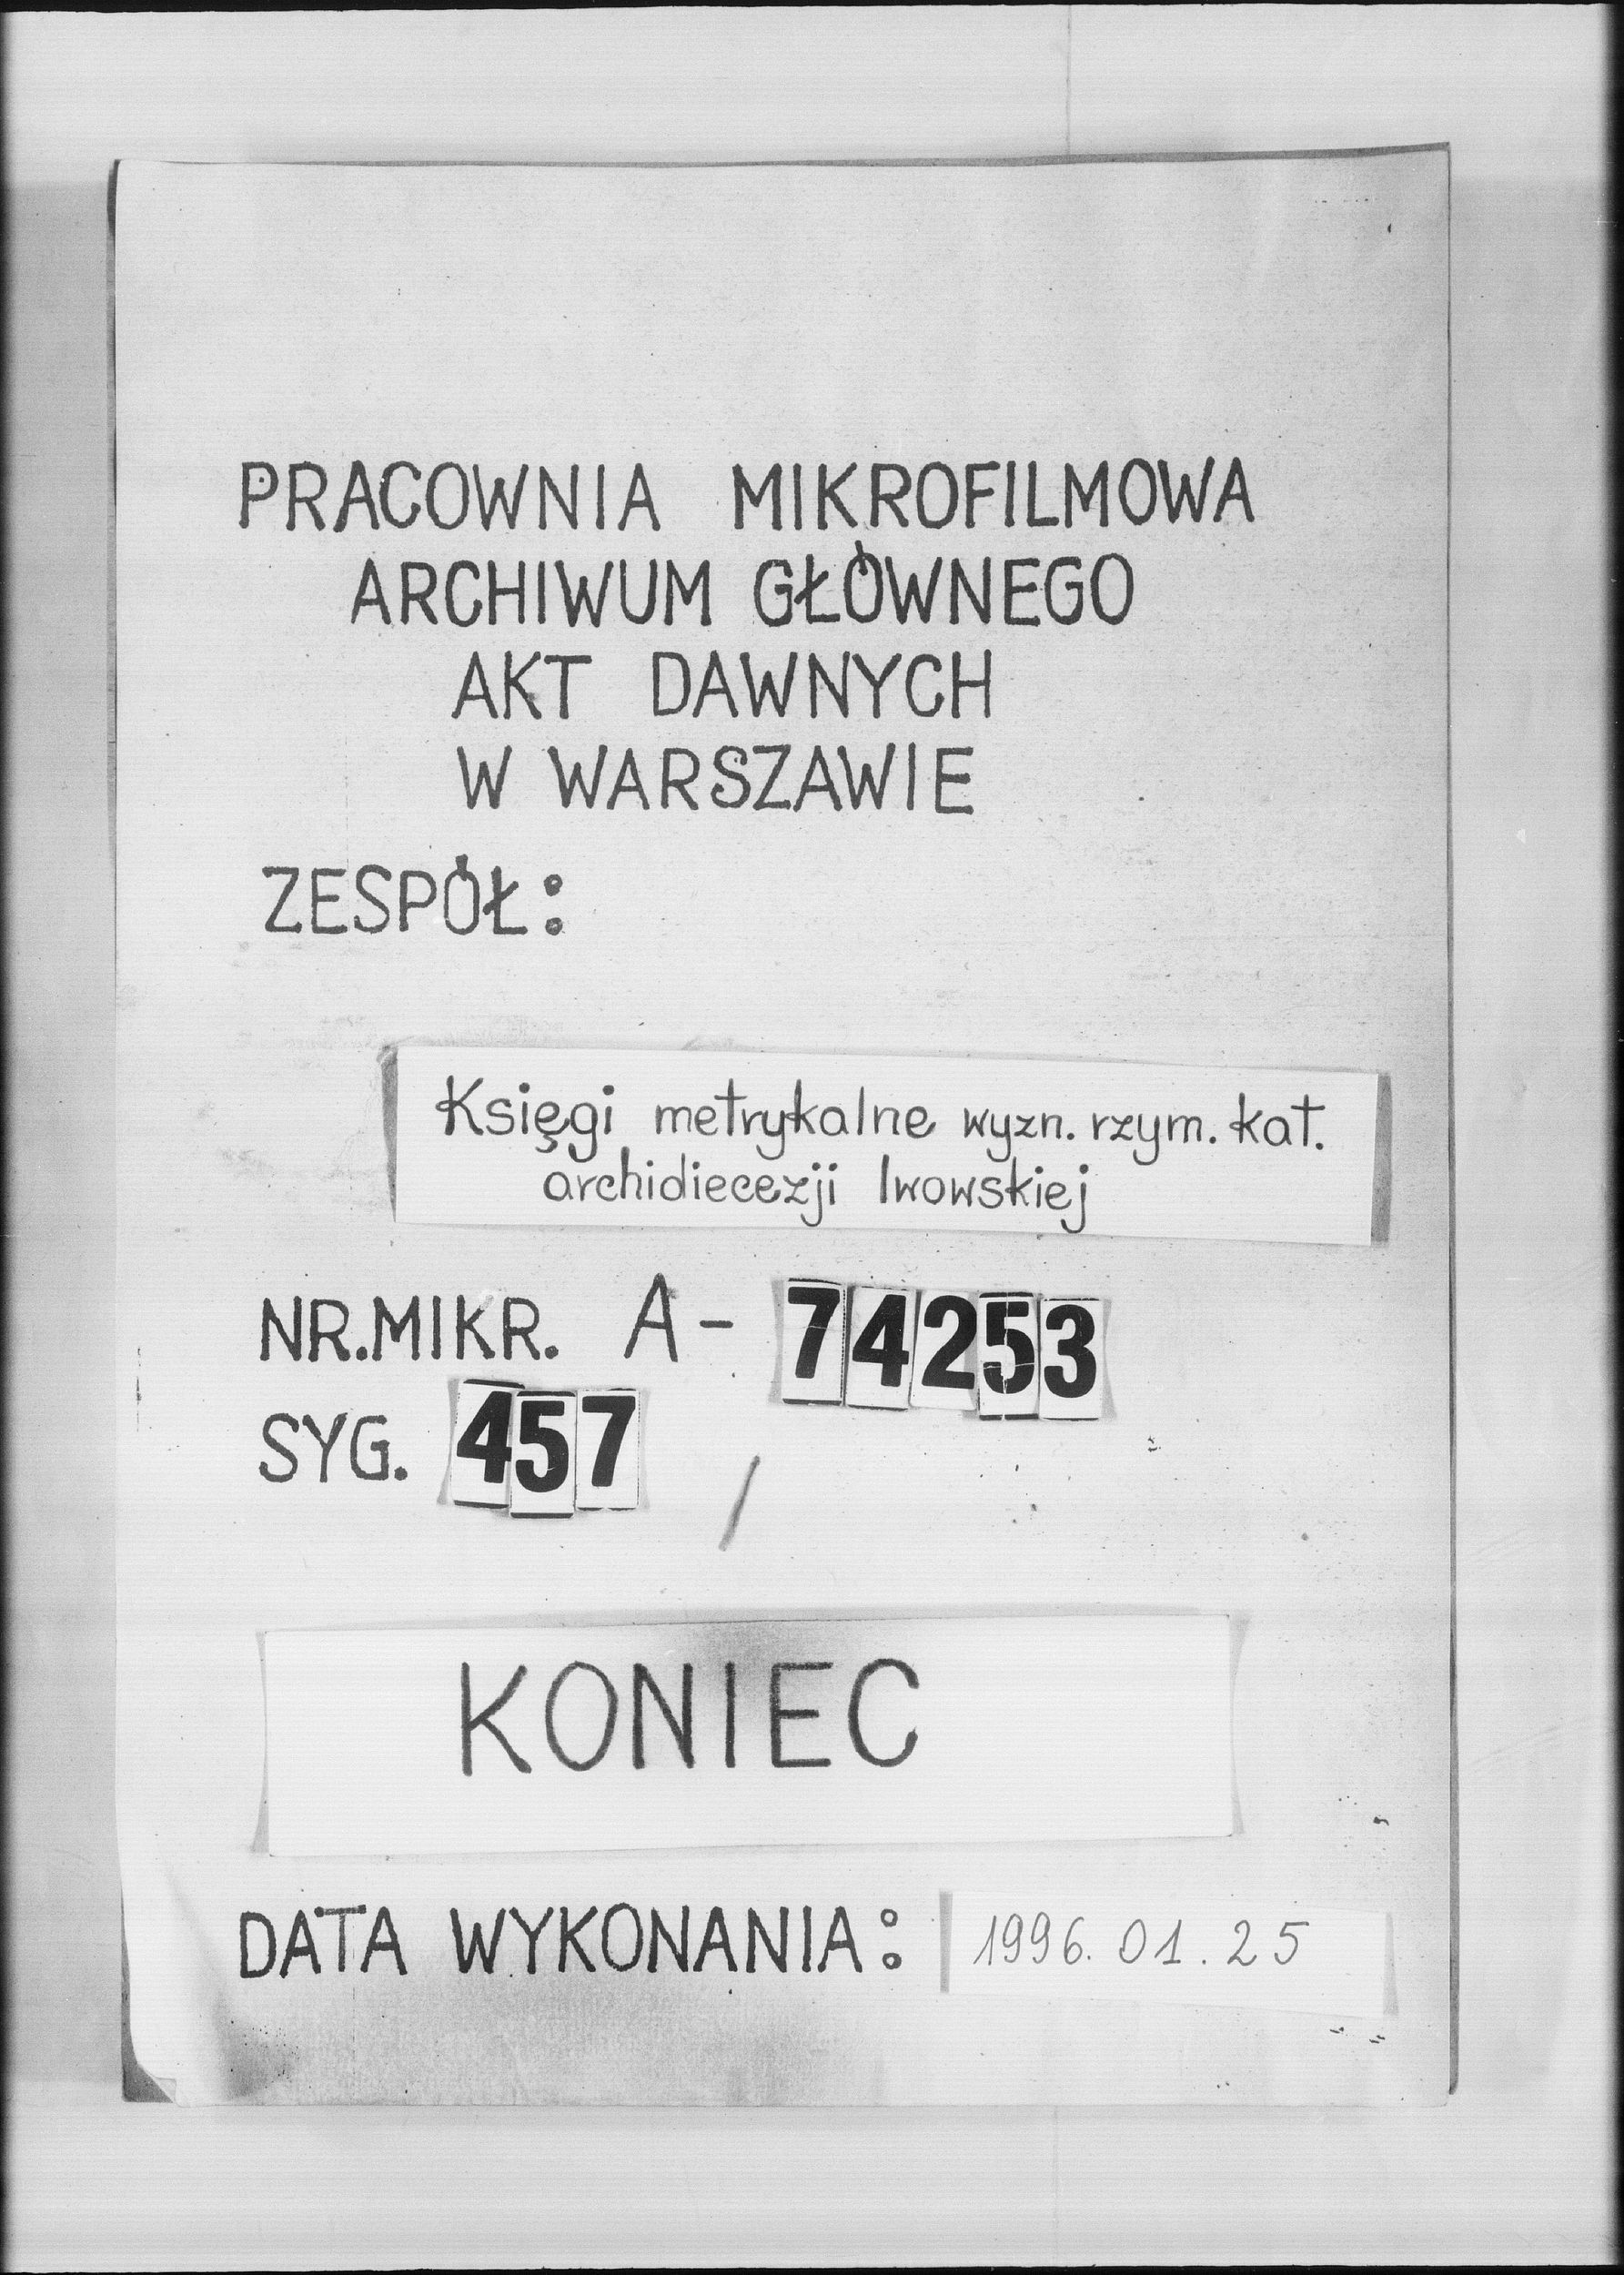 PRACOWNIA MIKROFILMOWA
ARCHIWUM GŁÓWNEGO
AKT DAWNYCH
W WARSZAWIE
ZESPÓŁ:
Księgi metrykalne wyzn. rzym. kat.
archidiecezji lwowskiej
NR.MIKR. A- 74253
SYG. 457 /
KONIEC
DATA WYKONANIA: 1996. 01. 25